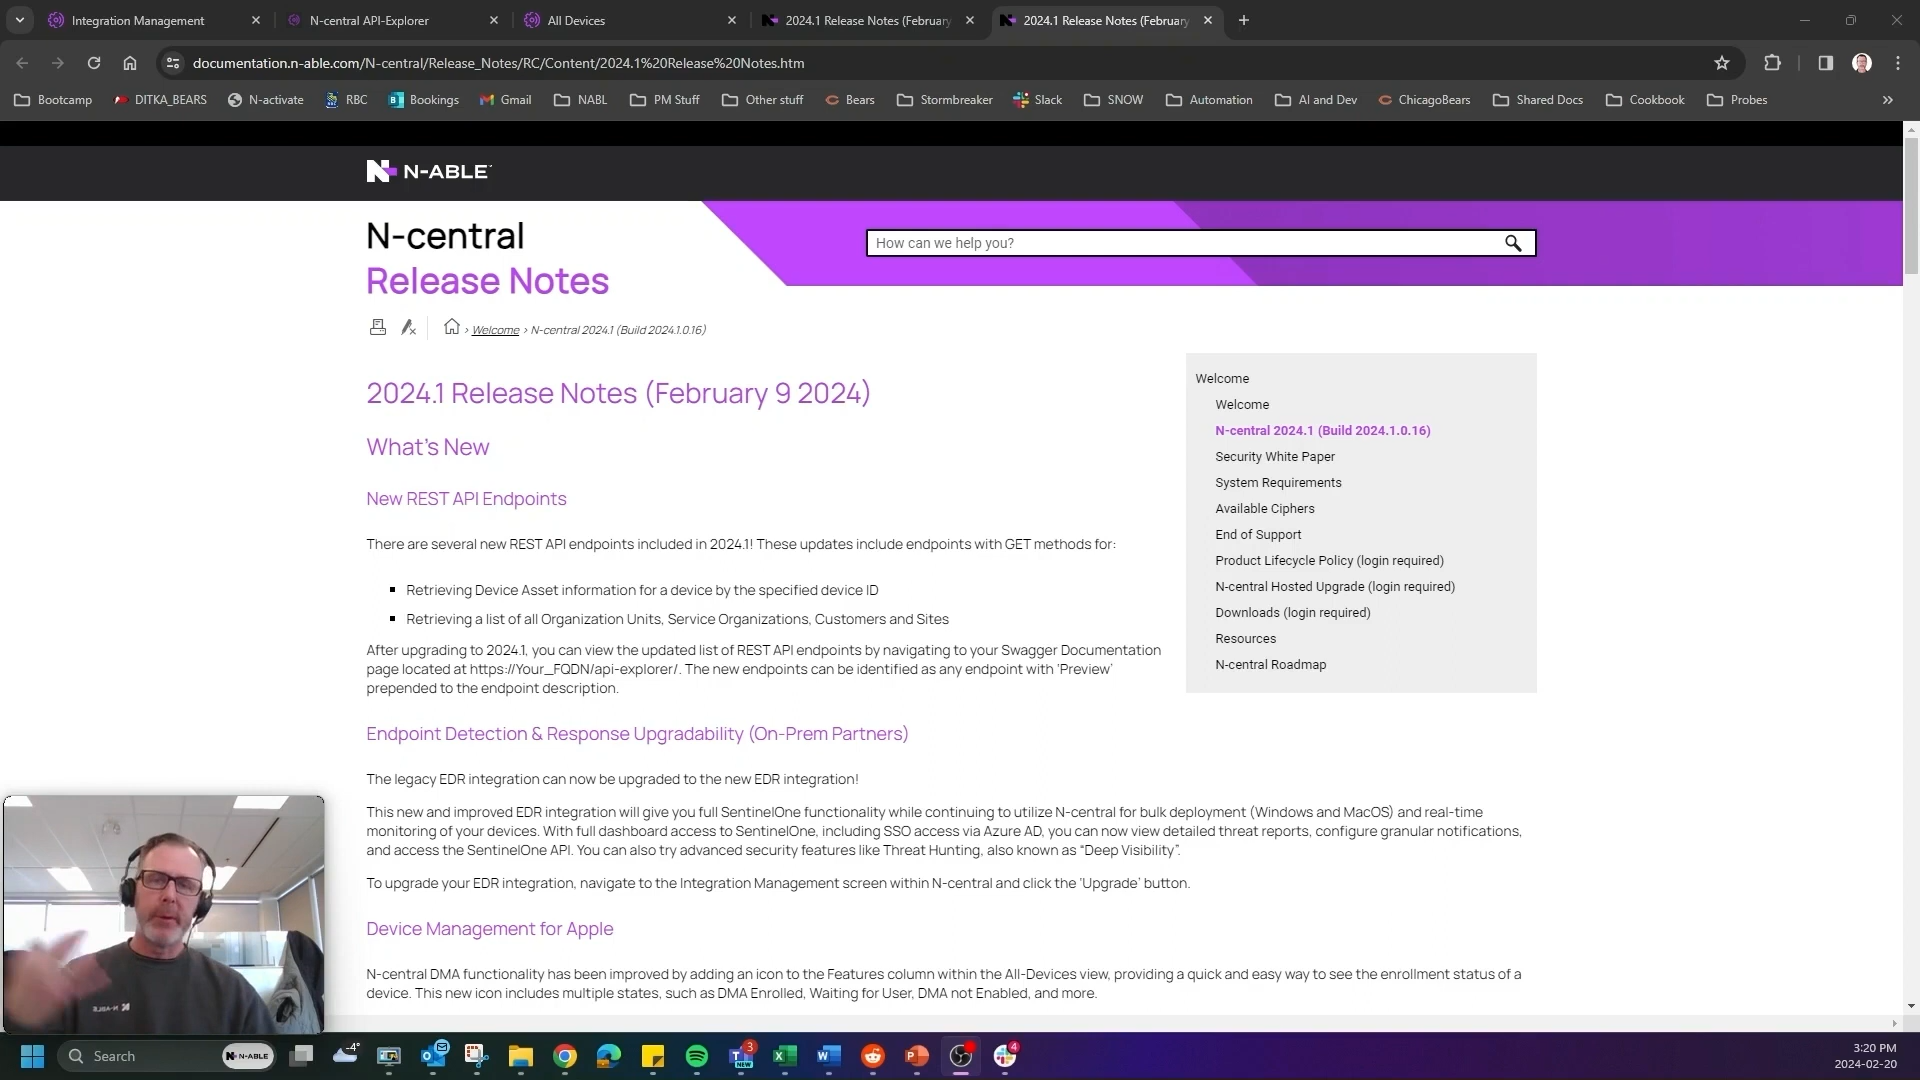 Integration Management
N-central API-Explorer
All Devices
2024.1 Release Notes (February
2024.1 Release Notes (February
documentation.n-able.com/N-central/Release_Notes/RC/Content/2024.1%20Release%20Notes.htm
Bootcamp
DITKA_BEARS
N-activate
RBC
Bookings
Gmail
NABL
PM Stuff
Other stuff
Bears
Stormbreaker
Slack
SNOW
Automation
AI and Dev
ChicagoBears
Shared Docs
Cookbook
Probes
N-ABLE
N-central
Release Notes
How can we help you?
› Welcome › N-central 2024.1 (Build 2024.1.0.16)
2024.1 Release Notes (February 9 2024)
What's New
New REST API Endpoints
There are several new REST API endpoints included in 2024.1! These updates include endpoints with GET methods for:
Retrieving Device Asset information for a device by the specified device ID
Retrieving a list of all Organization Units, Service Organizations, Customers and Sites
After upgrading to 2024.1, you can view the updated list of REST API endpoints by navigating to your Swagger Documentation
page located at https://Your_FQDN/api-explorer/. The new endpoints can be identified as any endpoint with 'Preview'
prepended to the endpoint description.
Endpoint Detection & Response Upgradability (On-Prem Partners)
The legacy EDR integration can now be upgraded to the new EDR integration!
This new and improved EDR integration will give you full SentinelOne functionality while continuing to utilize N-central for bulk deployment (Windows and MacOS) and real-time
monitoring of your devices. With full dashboard access to SentinelOne, including SSO access via Azure AD, you can now view detailed threat reports, configure granular notifications,
and access the SentinelOne API. You can also try advanced security features like Threat Hunting, also known as "Deep Visibility".
To upgrade your EDR integration, navigate to the Integration Management screen within N-central and click the 'Upgrade' button.
Device Management for Apple
N-central DMA functionality has been improved by adding an icon to the Features column within the All-Devices view, providing a quick and easy way to see the enrollment status of a
device. This new icon includes multiple states, such as DMA Enrolled, Waiting for User, DMA not Enabled, and more.
Welcome
Welcome
N-central 2024.1 (Build 2024.1.0.16)
Security White Paper
System Requirements
Available Ciphers
End of Support
Product Lifecycle Policy (login required)
N-central Hosted Upgrade (login required)
Downloads (login required)
Resources
N-central Roadmap
Search
N-ABLE
-4°
3
NEW
4
3:20 PM
2024-02-20